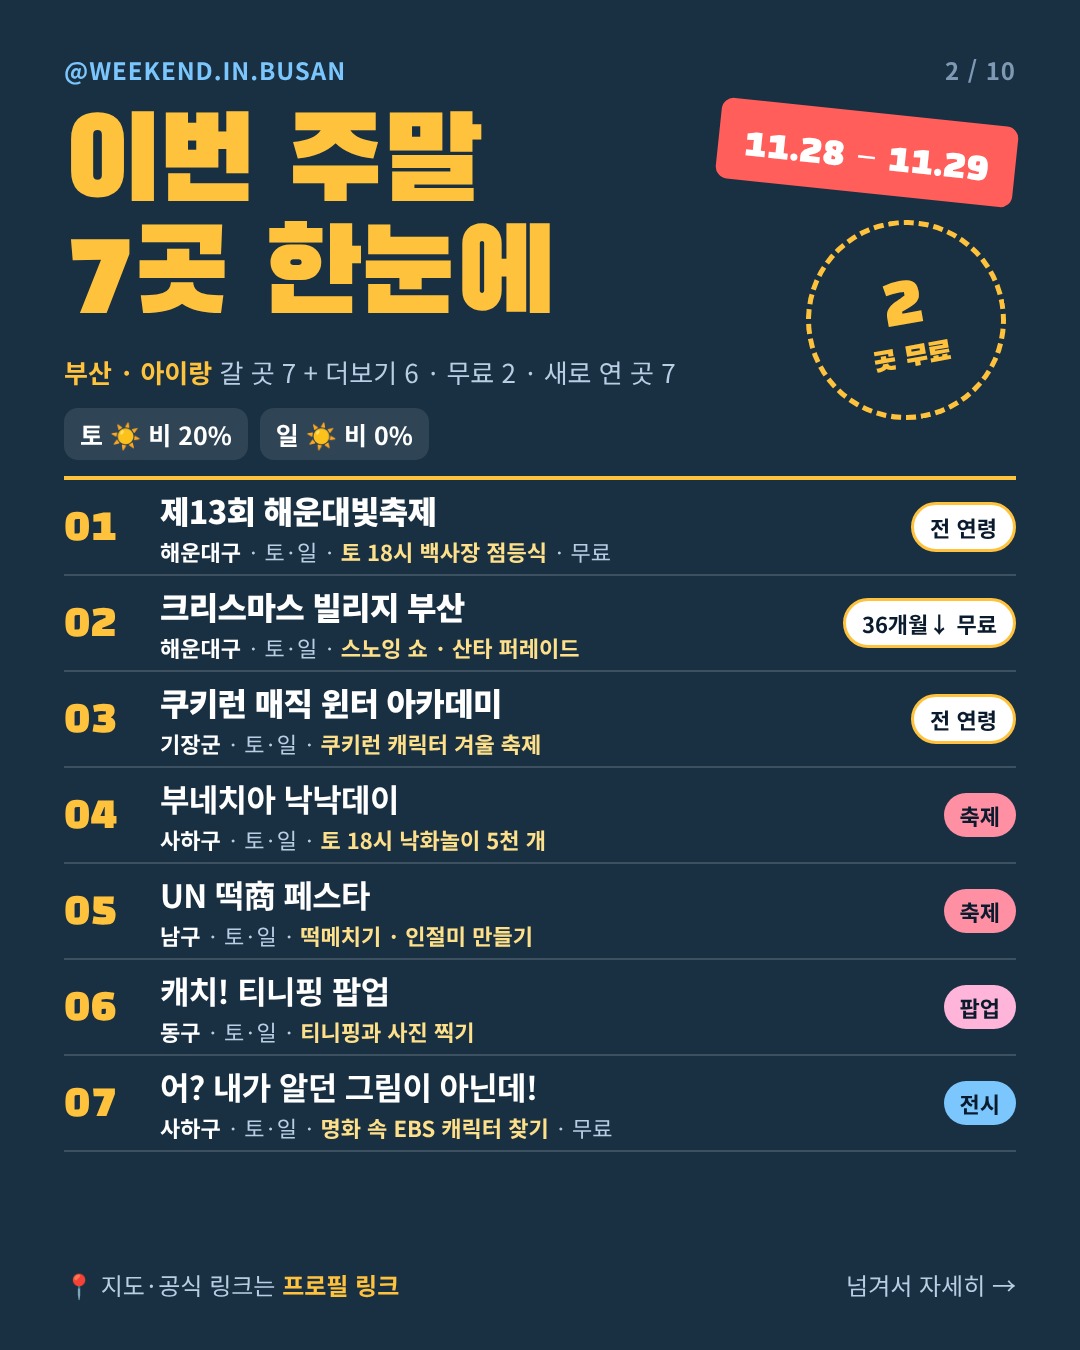 @WEEKEND.IN.BUSAN
2 / 10
이번 주말
7곳 한눈에
11.28 – 11.29
2
곳 무료
부산 · 아이랑 갈 곳 7 + 더보기 6 · 무료 2 · 새로 연 곳 7
토 ☀️ 비 20%
일 ☀️ 비 0%
01
제13회 해운대빛축제
해운대구 · 토·일 · 토 18시 백사장 점등식 · 무료
전 연령
02
크리스마스 빌리지 부산
해운대구 · 토·일 · 스노잉 쇼 · 산타 퍼레이드
36개월↓ 무료
03
쿠키런 매직 윈터 아카데미
기장군 · 토·일 · 쿠키런 캐릭터 겨울 축제
전 연령
04
부네치아 낙낙데이
사하구 · 토·일 · 토 18시 낙화놀이 5천 개
축제
05
UN 떡商 페스타
남구 · 토·일 · 떡메치기 · 인절미 만들기
축제
06
캐치! 티니핑 팝업
동구 · 토·일 · 티니핑과 사진 찍기
팝업
07
어? 내가 알던 그림이 아닌데!
사하구 · 토·일 · 명화 속 EBS 캐릭터 찾기 · 무료
전시
📍 지도·공식 링크는 프로필 링크
넘겨서 자세히 →